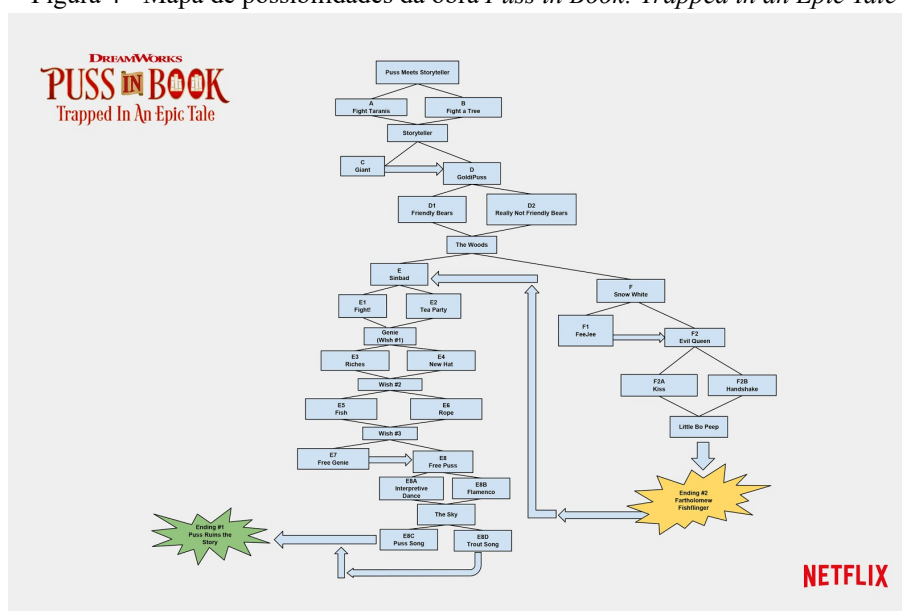 Figura 4 - Mapa de possibilidades da obra Puss in Book: Trapped in an Epic Tale
DREAMWORKS
PUSS IN BOOK
Trapped In An Epic Tale
Puss Meets Storyteller
A
Fight Taranis
B
Fight a Tree
Storyteller
C
Giant
D
GoldiPuss
D1
Friendly Bears
D2
Really Not Friendly Bears
The Woods
E
Sinbad
F
Snow White
E1
Fight!
E2
Tea Party
F1
FeeJee
F2
Evil Queen
Genie
(Wish #1)
E3
Riches
E4
New Hat
F2A
Kiss
F2B
Handshake
Wish #2
E5
Fish
E6
Rope
Little Bo Peep
Wish #3
E7
Free Genie
E8
Free Puss
E8A
Interpretive
Dance
E8B
Flamenco
Ending #2
Fartholomew
Fishflinger
The Sky
Ending #1
Puss Ruins the
Story
E8C
Puss Song
E8D
Trout Song
NETFLIX